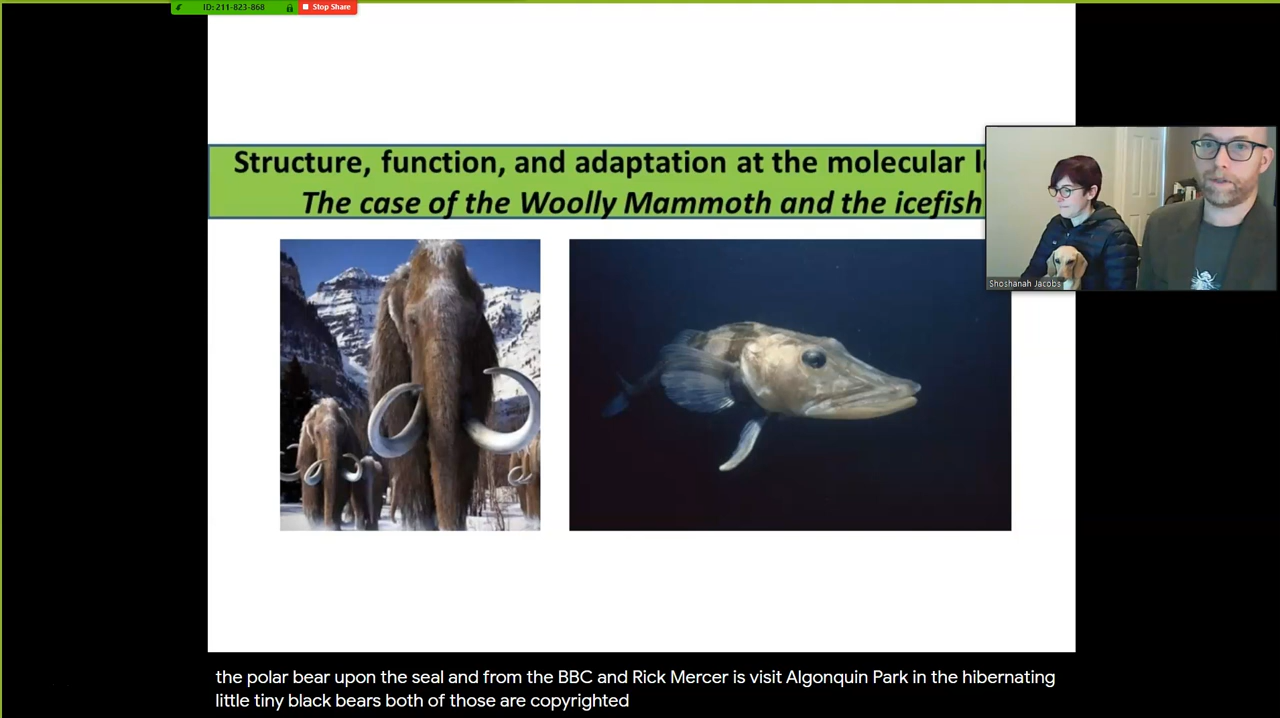 ID: 211-823-868
Stop Share
Structure, function, and adaptation at the molecular
The case of the Woolly Mammoth and the icefish
Shoshanah Jacobs
the polar bear upon the seal and from the BBC and Rick Mercer is visit Algonquin Park in the hibernating
little tiny black bears both of those are copyrighted